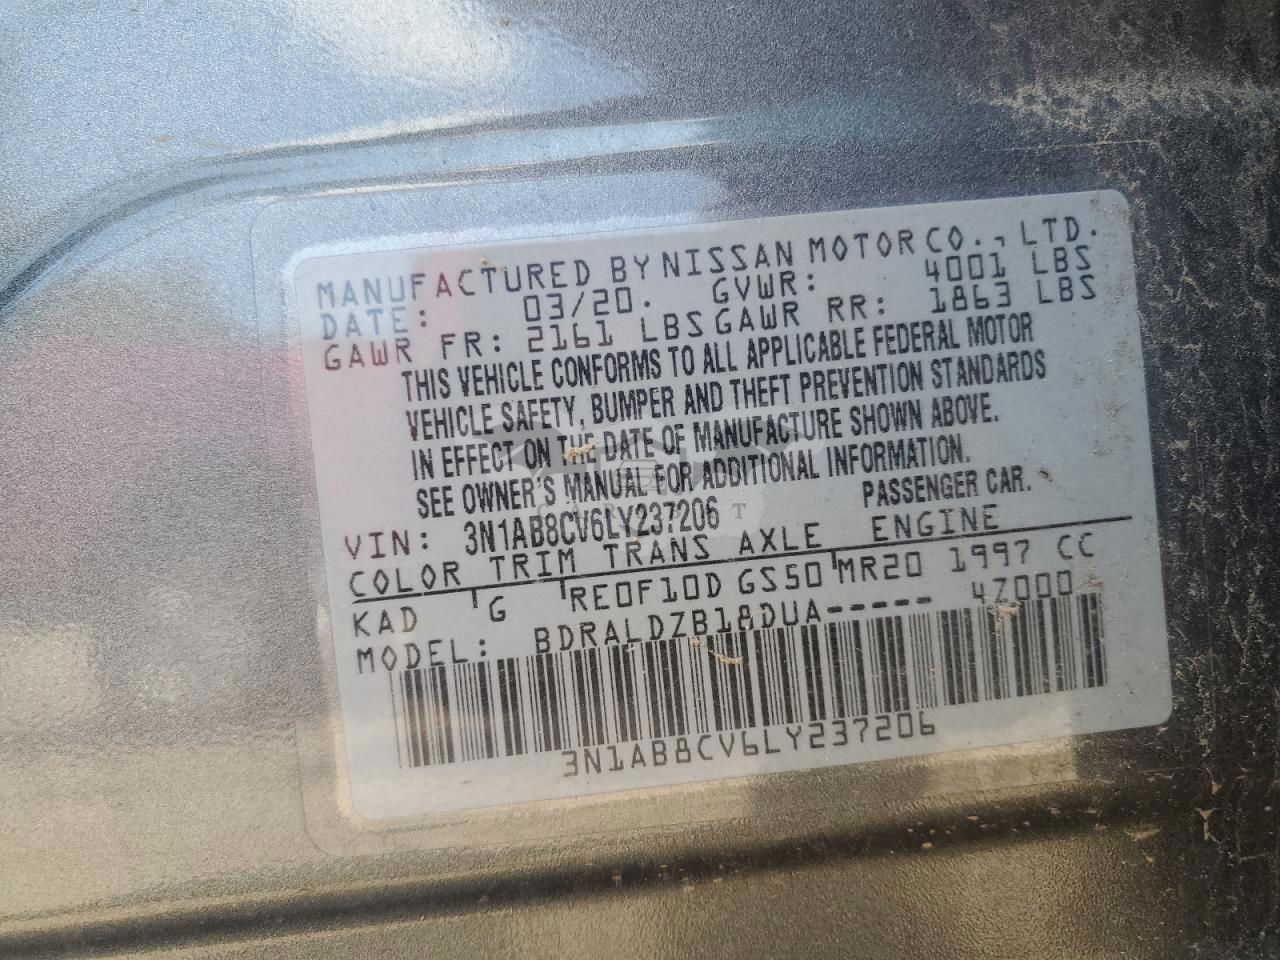 MANUFACTURED BY NISSAN MOTOR CO., LTD.
DATE: 03/20. GVWR: 4001 LBS
GAWR FR: 2161 LBS GAWR RR: 1863 LBS
THIS VEHICLE CONFORMS TO ALL APPLICABLE FEDERAL MOTOR
VEHICLE SAFETY, BUMPER AND THEFT PREVENTION STANDARDS
IN EFFECT ON THE DATE OF MANUFACTURE SHOWN ABOVE.
SEE OWNER'S MANUAL FOR ADDITIONAL INFORMATION.
VIN: 3N1AB8CV6LY237206 PASSENGER CAR.
COLOR TRIM TRANS AXLE ENGINE
KAD G RE0F10D GS50 MR20 1997 CC
MODEL: BDRALDZB18DUA----- 4Z000
3N1AB8CV6LY237206